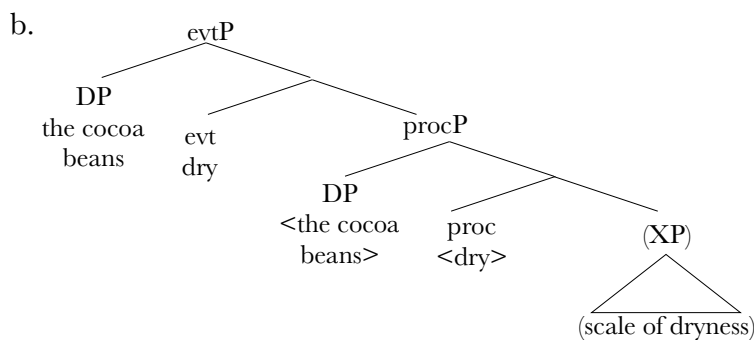 b.
evtP
DP
the cocoa
beans
evt
dry
procP
DP
<the cocoa
beans>
proc
<dry>
(XP)
(scale of dryness)